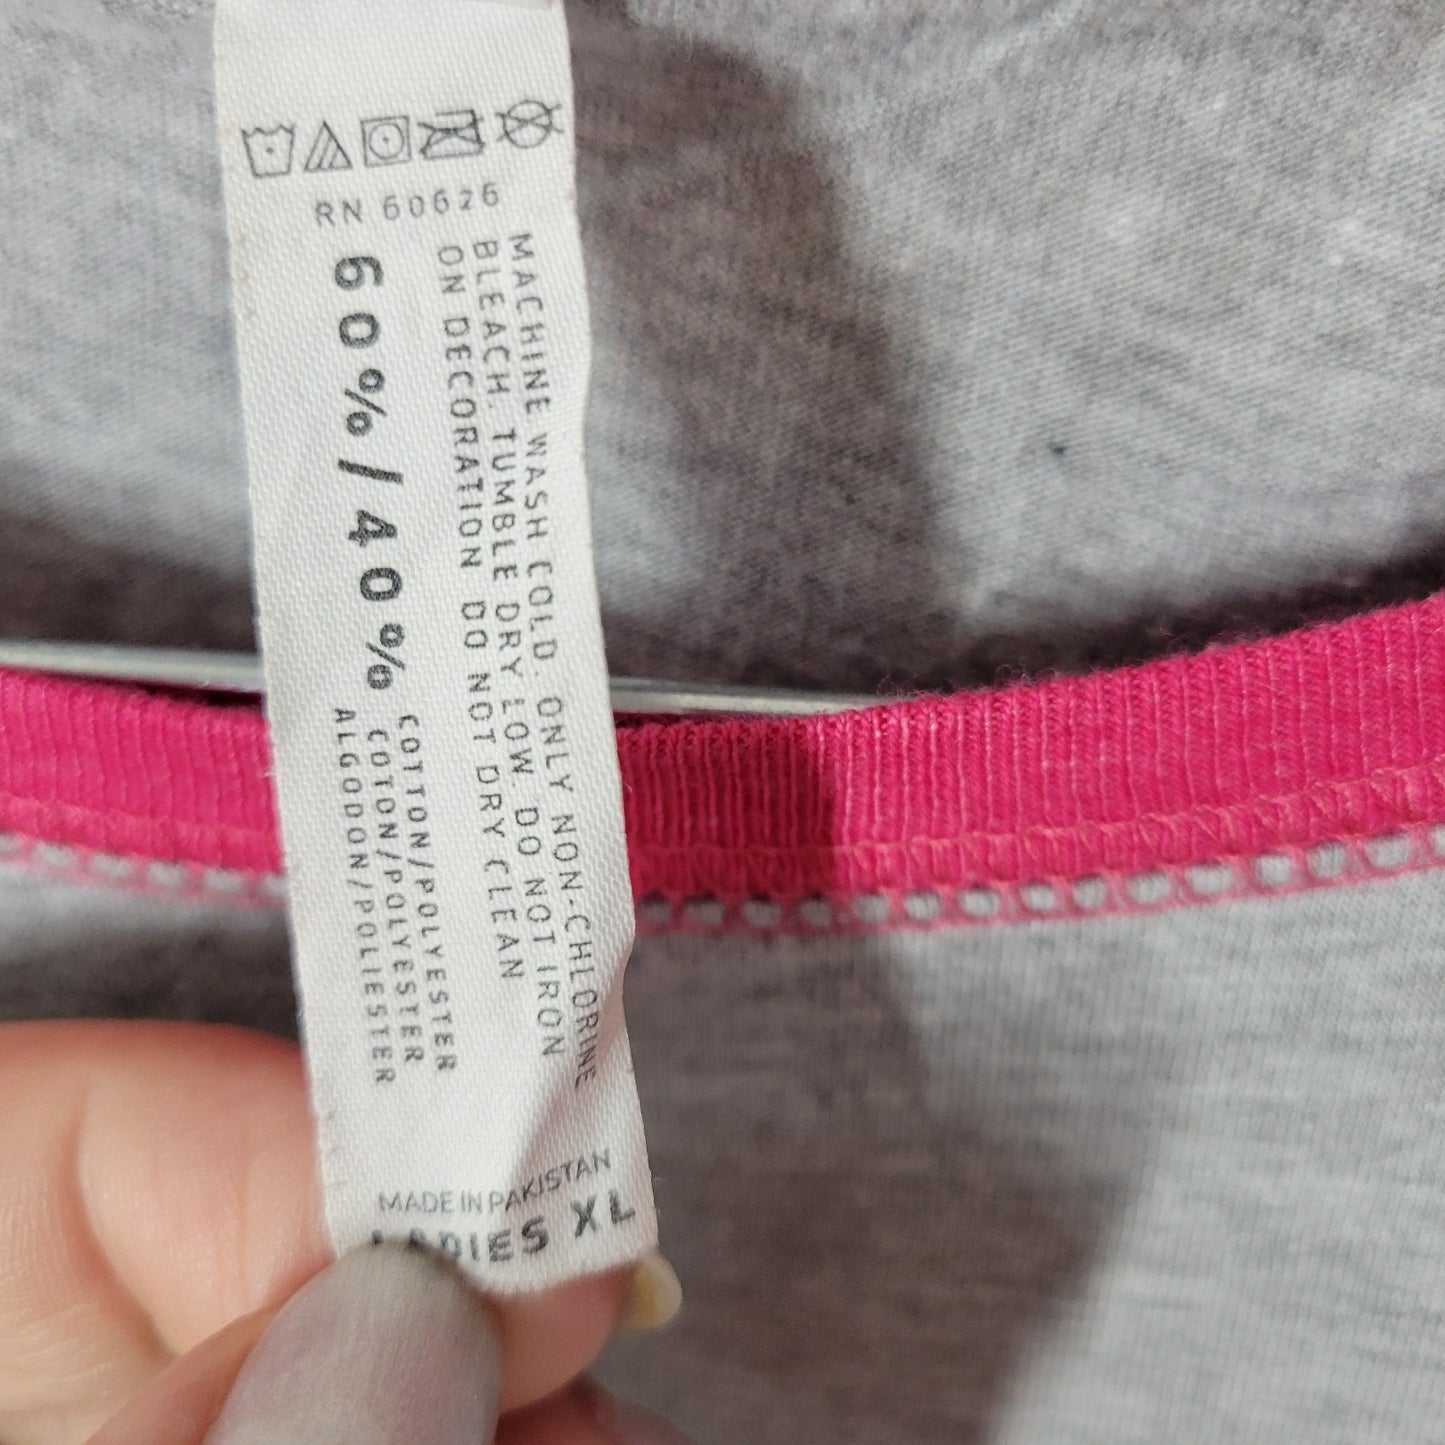 RN 60626
MACHINE WASH COLD. ONLY NON-CHLORINE
BLEACH. TUMBLE DRY LOW. DO NOT IRON
ON DECORATION DO NOT DRY CLEAN
60%/40%
COTTON/POLYESTER
COTON/POLYESTER
ALGODON/POLIESTER
MADE IN PAKISTAN
LADIES XL